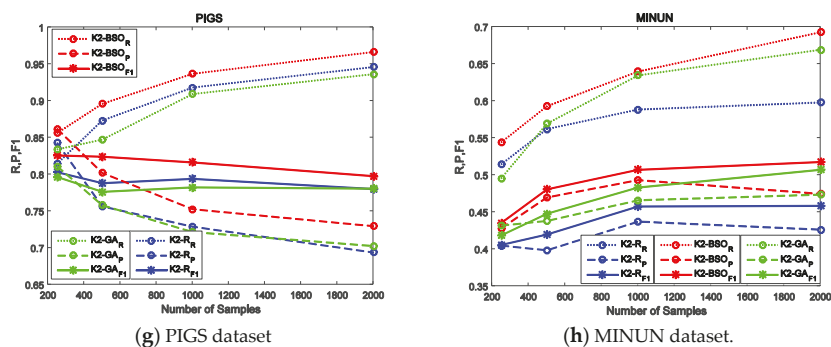 PIGS
1
0.95
0.9
0.85
0.8
0.75
0.7
0.65
R,P,F1
200 400 600 800 1000 1200 1400 1600 1800 2000
Number of Samples
K2-BSO_R
K2-BSO_P
K2-BSO_F1
K2-GA_R
K2-GA_P
K2-GA_F1
K2-R_R
K2-R_P
K2-R_F1
(g) PIGS dataset
MINUN
0.7
0.65
0.6
0.55
0.5
0.45
0.4
0.35
R,P,F1
200 400 600 800 1000 1200 1400 1600 1800 2000
Number of Samples
K2-R_R
K2-R_P
K2-R_F1
K2-BSO_R
K2-BSO_P
K2-BSO_F1
K2-GA_R
K2-GA_P
K2-GA_F1
(h) MINUN dataset.